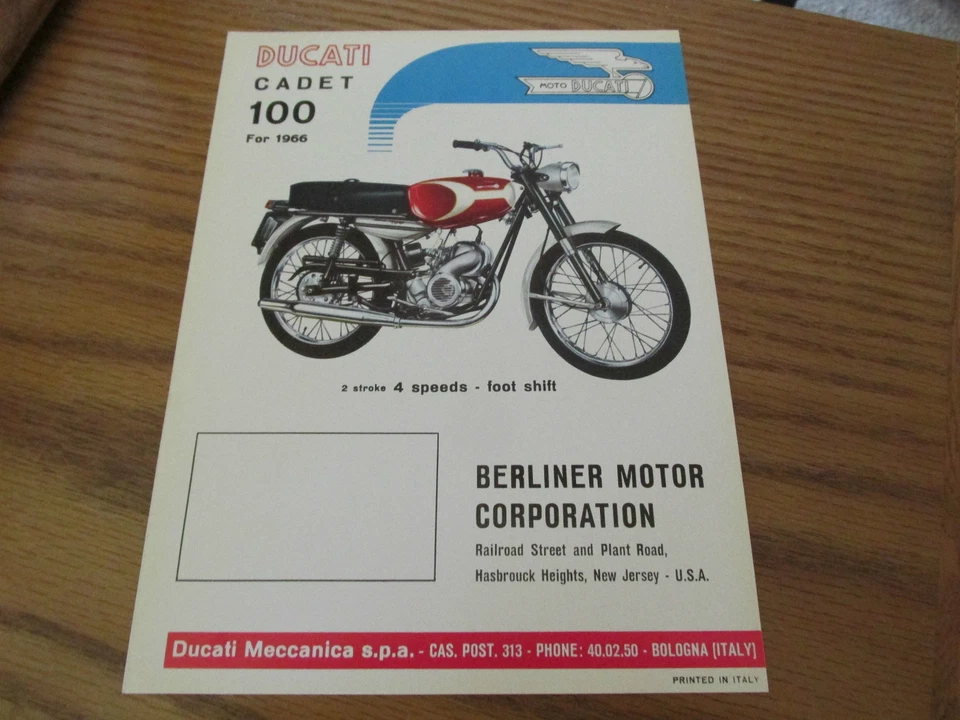 DUCATI
CADET
100
For 1966
MOTO DUCATI
2 stroke 4 speeds - foot shift
BERLINER MOTOR
CORPORATION
Railroad Street and Plant Road,
Hasbrouck Heights, New Jersey - U.S.A.
Ducati Meccanica s.p.a. - CAS. POST. 313 - PHONE: 40.02.50 - BOLOGNA [ITALY]
PRINTED IN ITALY